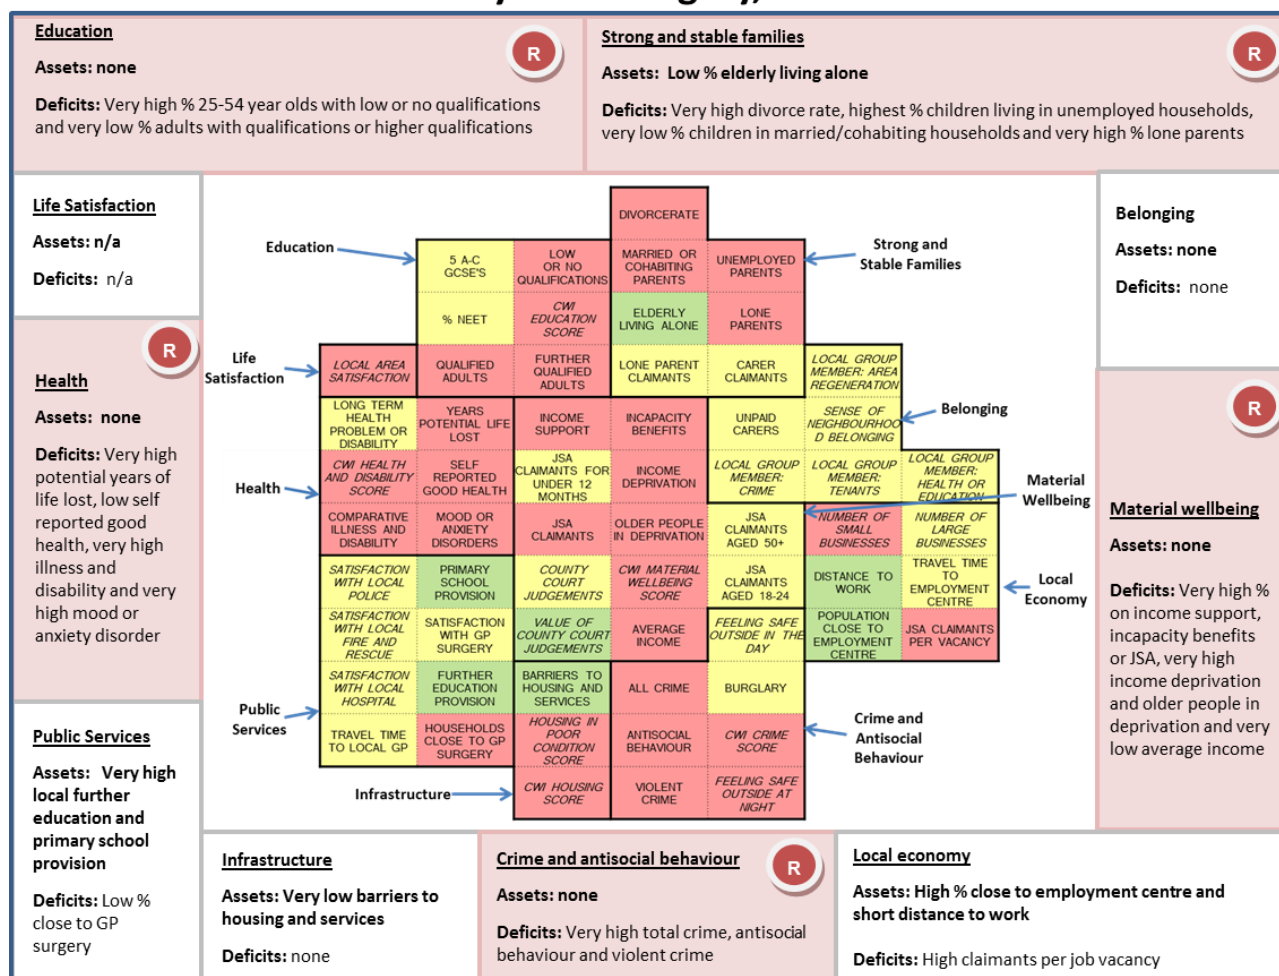 Education
R
Assets: none
Deficits: Very high % 25-54 year olds with low or no qualifications
and very low % adults with qualifications or higher qualifications
Strong and stable families
R
Assets: Low % elderly living alone
Deficits: Very high divorce rate, highest % children living in unemployed households,
very low % children in married/cohabiting households and very high % lone parents
Life Satisfaction
Assets: n/a
Deficits: n/a
Belonging
Assets: none
Deficits: none
R
Health
Assets: none
Deficits: Very high
potential years of
life lost, low self
reported good
health, very high
illness and
disability and very
high mood or
anxiety disorder
Education
Strong and
Stable Families
Life
Satisfaction
Belonging
Health
Material
Wellbeing
Local
Economy
Public
Services
Crime and
Antisocial
Behaviour
Infrastructure
DIVORCERATE
5 A-C
GCSE'S
LOW
OR NO
QUALIFICATIONS
MARRIED OR
COHABITING
PARENTS
UNEMPLOYED
PARENTS
% NEET
CWI
EDUCATION
SCORE
ELDERLY
LIVING ALONE
LONE
PARENTS
LOCAL AREA
SATISFACTION
QUALIFIED
ADULTS
FURTHER
QUALIFIED
ADULTS
LONE PARENT
CLAIMANTS
CARER
CLAIMANTS
LOCAL GROUP
MEMBER: AREA
REGENERATION
LONG TERM
HEALTH
PROBLEM OR
DISABILITY
YEARS
POTENTIAL LIFE
LOST
INCOME
SUPPORT
INCAPACITY
BENEFITS
UNPAID
CARERS
SENSE OF
NEIGHBOURHOO
D BELONGING
CWI HEALTH
AND DISABILITY
SCORE
SELF
REPORTED
GOOD HEALTH
JSA
CLAIMANTS FOR
UNDER 12
MONTHS
INCOME
DEPRIVATION
LOCAL GROUP
MEMBER:
CRIME
LOCAL GROUP
MEMBER:
TENANTS
LOCAL GROUP
MEMBER:
HEALTH OR
EDUCATION
COMPARATIVE
ILLNESS AND
DISABILITY
MOOD OR
ANXIETY
DISORDERS
JSA
CLAIMANTS
OLDER PEOPLE
IN DEPRIVATION
JSA
CLAIMANTS
AGED 50+
NUMBER OF
SMALL
BUSINESSES
NUMBER OF
LARGE
BUSINESSES
SATISFACTION
WITH LOCAL
POLICE
PRIMARY
SCHOOL
PROVISION
COUNTY
COURT
JUDGEMENTS
CWI MATERIAL
WELLBEING
SCORE
JSA
CLAIMANTS
AGED 18-24
DISTANCE TO
WORK
TRAVEL TIME
TO
EMPLOYMENT
CENTRE
SATISFACTION
WITH LOCAL
FIRE AND
RESCUE
SATISFACTION
WITH GP
SURGERY
VALUE OF
COUNTY COURT
JUDGEMENTS
AVERAGE
INCOME
FEELING SAFE
OUTSIDE IN THE
DAY
POPULATION
CLOSE TO
EMPLOYMENT
CENTRE
JSA CLAIMANTS
PER VACANCY
SATISFACTION
WITH LOCAL
HOSPITAL
FURTHER
EDUCATION
PROVISION
BARRIERS TO
HOUSING AND
SERVICES
ALL CRIME
BURGLARY
TRAVEL TIME
TO LOCAL GP
HOUSEHOLDS
CLOSE TO GP
SURGERY
HOUSING IN
POOR
CONDITION
SCORE
ANTISOCIAL
BEHAVIOUR
CWI CRIME
SCORE
CWI HOUSING
SCORE
VIOLENT
CRIME
FEELING SAFE
OUTSIDE AT
NIGHT
R
Material wellbeing
Assets: none
Deficits: Very high %
on income support,
incapacity benefits
or JSA, very high
income deprivation
and older people in
deprivation and very
low average income
Public Services
Assets: Very high
local further
education and
primary school
provision
Deficits: Low %
close to GP
surgery
Infrastructure
Assets: Very low barriers to
housing and services
Deficits: none
Crime and antisocial behaviour
R
Assets: none
Deficits: Very high total crime, antisocial
behaviour and violent crime
Local economy
Assets: High % close to employment centre and
short distance to work
Deficits: High claimants per job vacancy